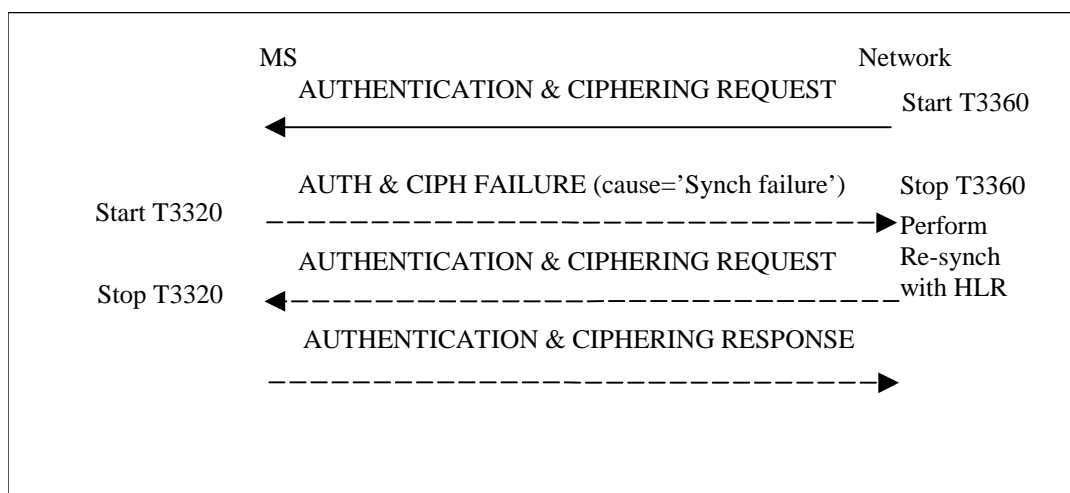 MS
Network
AUTHENTICATION & CIPHERING REQUEST
Start T3360
AUTH & CIPH FAILURE (cause=’Synch failure’)
Stop T3360
Start T3320
Perform
Re-synch
with HLR
AUTHENTICATION & CIPHERING REQUEST
Stop T3320
AUTHENTICATION & CIPHERING RESPONSE